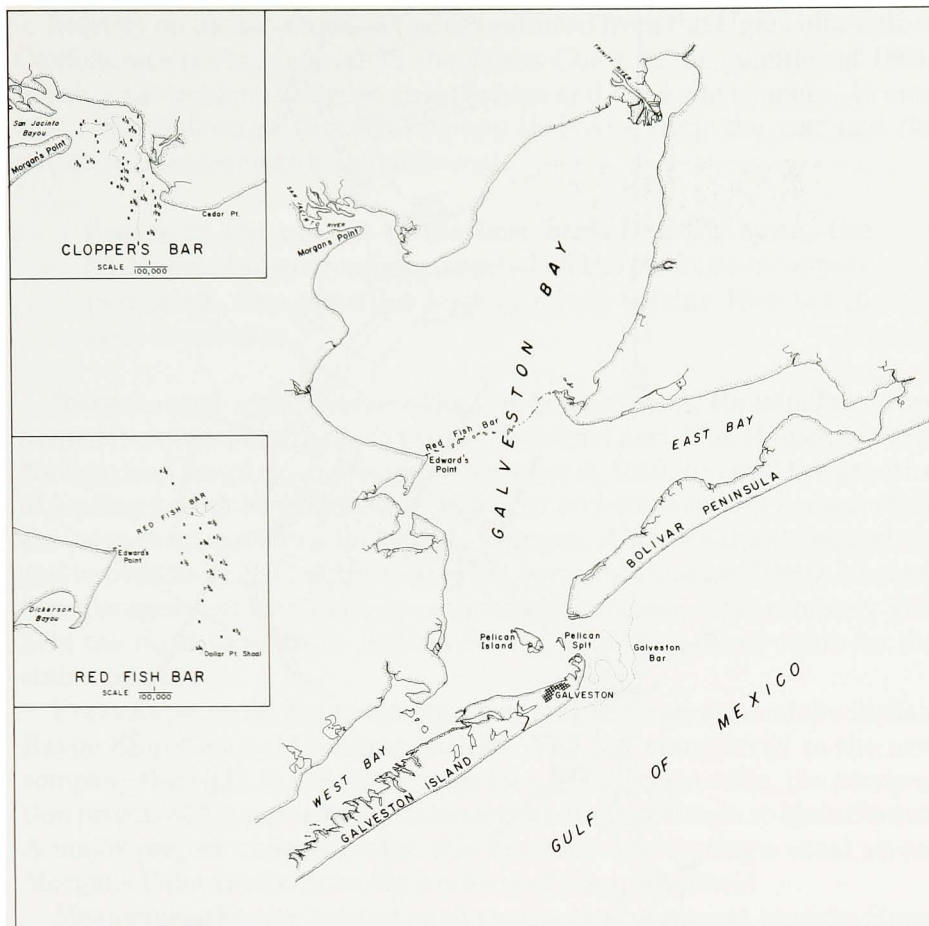 San Jacinto
Bayou
Morgan's Point
Cedar Pt.
CLOPPER'S BAR
SCALE 1
100,000
TRINITY RIVER
SAN JACINTO
RIVER
Morgan's Point
GALVESTON BAY
Red Fish Bar
Edward's
Point
EAST BAY
BOLIVAR PENINSULA
RED FISH BAR
Edward's
Point
Dickerson
Bayou
Dollar Pt. Shoal
RED FISH BAR
SCALE 1
100,000
Pelican
Island
Pelican
Spit
Galveston
Bar
GALVESTON
WEST BAY
GALVESTON ISLAND
GULF OF MEXICO